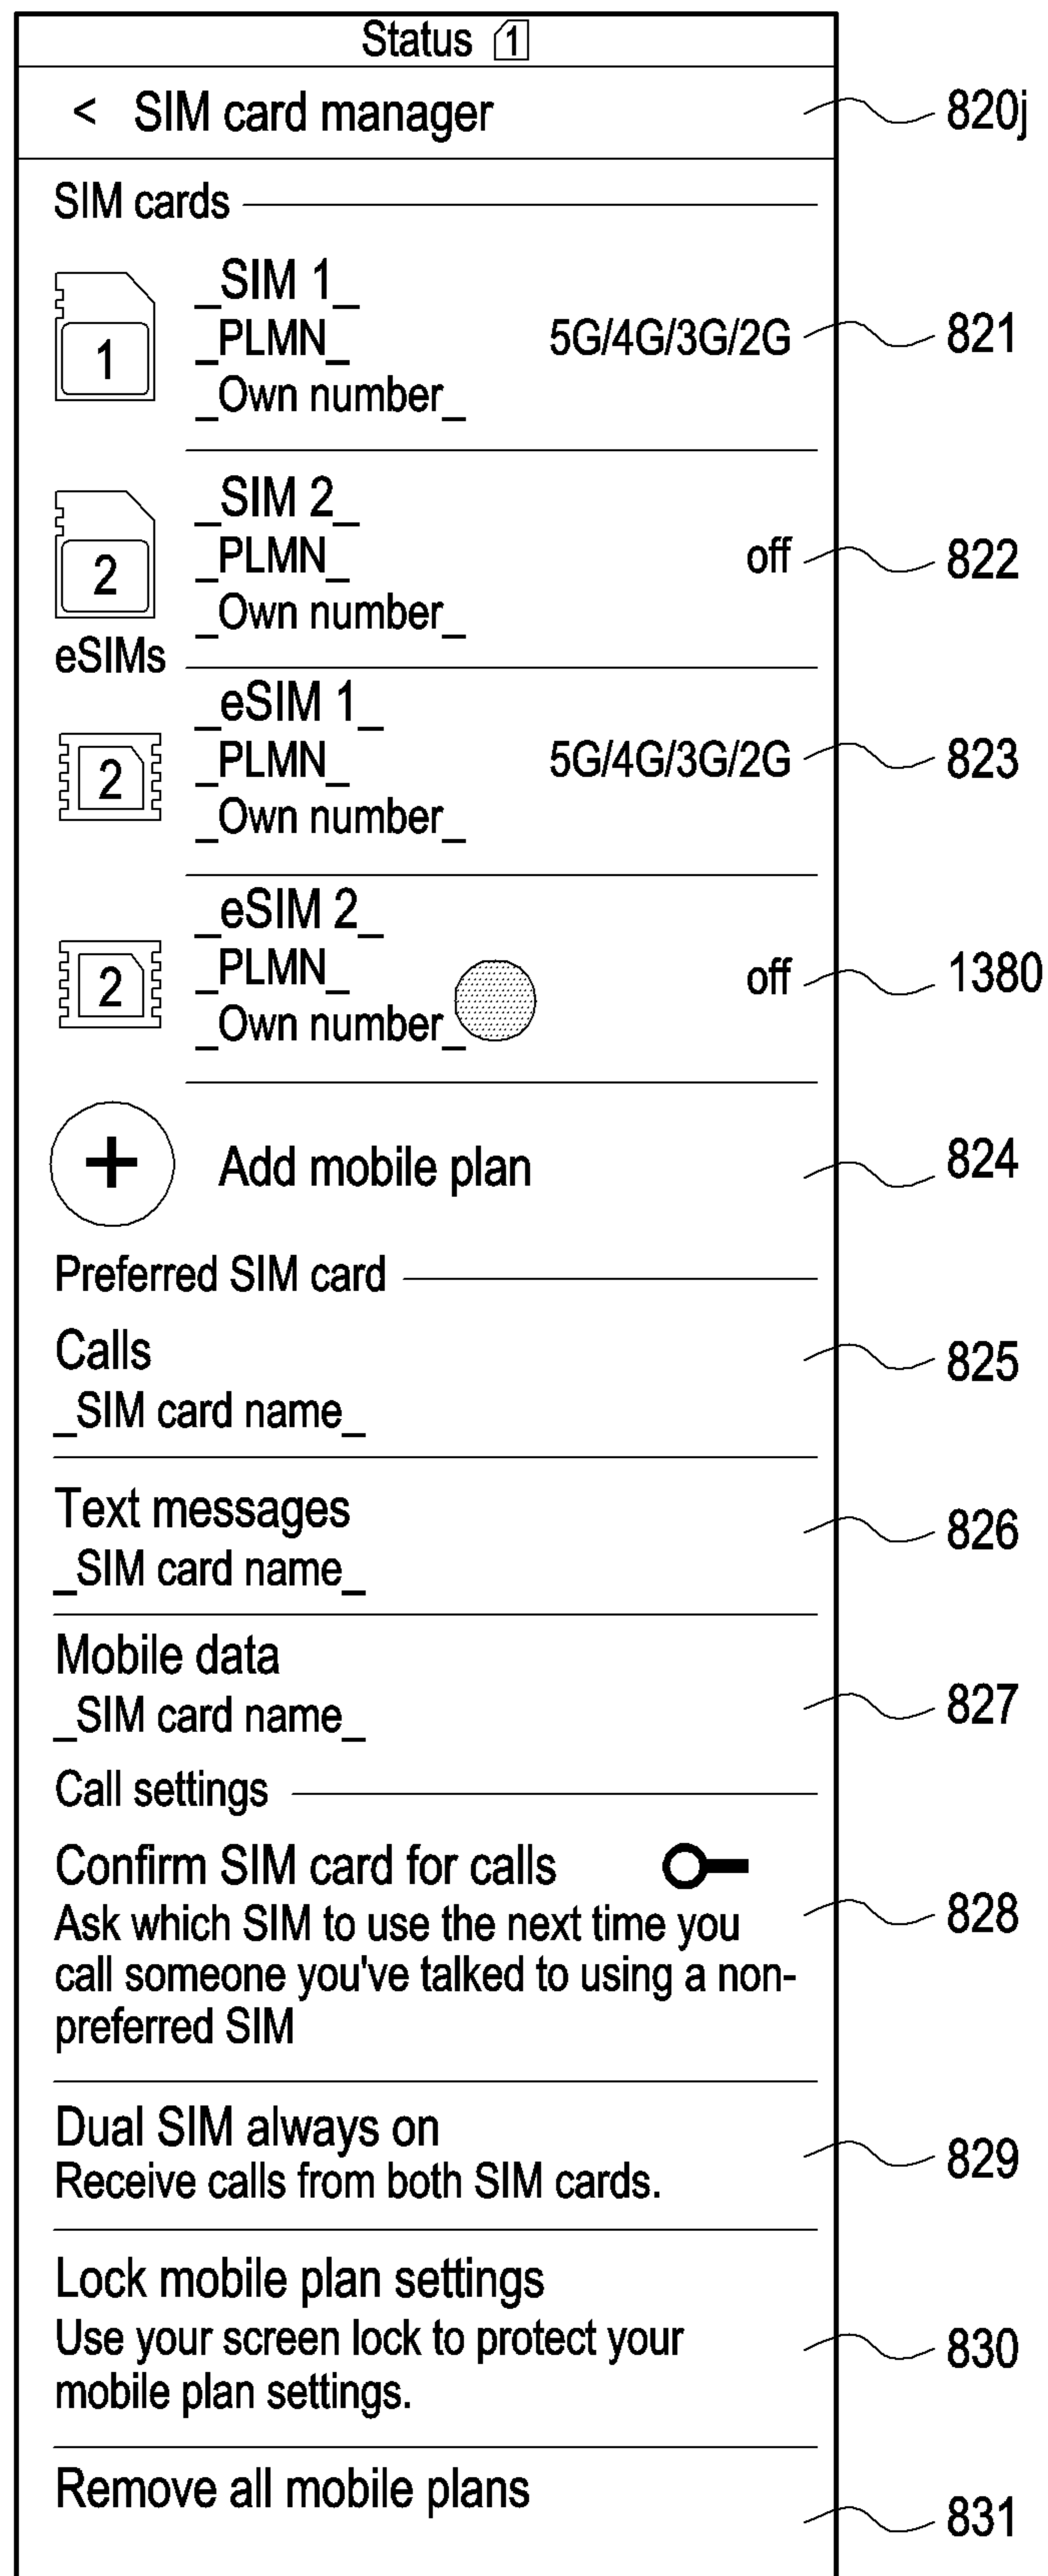 Status 1
< SIM card manager 820j
SIM cards
_SIM 1_
1 _PLMN_ 5G/4G/3G/2G 821
_Own number_
_SIM 2_
2 _PLMN_ off 822
_Own number_
eSIMs
_eSIM 1_
2 _PLMN_ 5G/4G/3G/2G 823
_Own number_
_eSIM 2_
2 _PLMN_ off 1380
_Own number_
+ Add mobile plan 824
Preferred SIM card
Calls 825
_SIM card name_
Text messages 826
_SIM card name_
Mobile data
_SIM card name_ 827
Call settings
Confirm SIM card for calls
Ask which SIM to use the next time you 828
call someone you've talked to using a non-
preferred SIM
Dual SIM always on
Receive calls from both SIM cards. 829
Lock mobile plan settings
Use your screen lock to protect your 830
mobile plan settings.
Remove all mobile plans
831